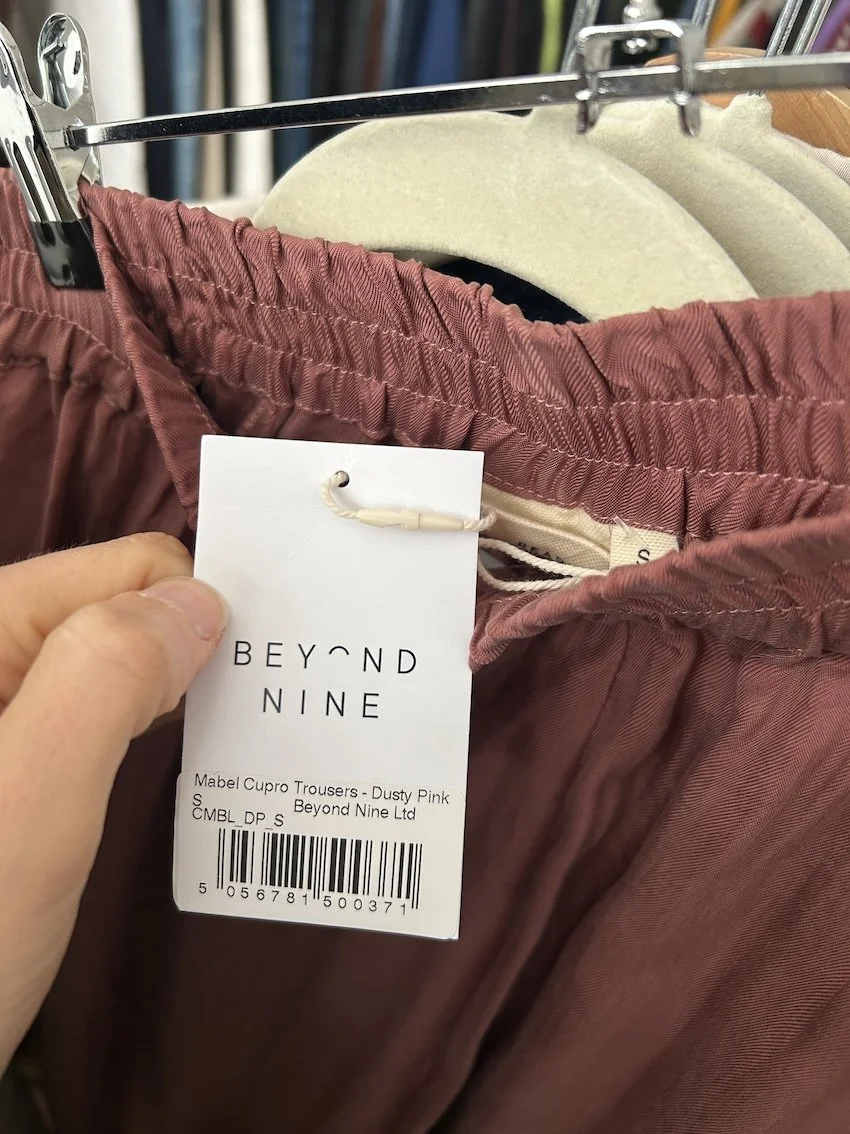 S
BEYOND
NINE
Mabel Cupro Trousers - Dusty Pink
S Beyond Nine Ltd
CMBL_DP_S
5 056781 500371